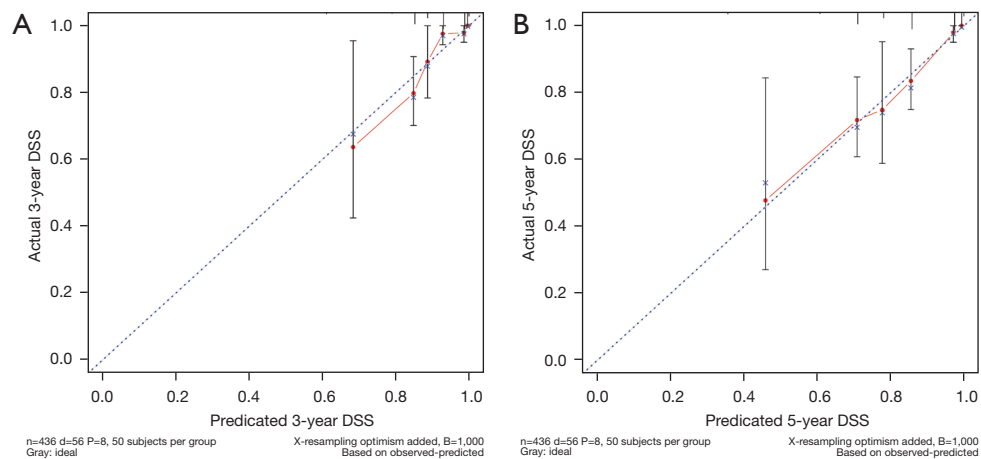 A
Actual 3-year DSS
1.0
0.8
0.6
0.4
0.2
0.0
0.0 0.2 0.4 0.6 0.8 1.0
Predicated 3-year DSS
n=436 d=56 P=8, 50 subjects per group
Gray: ideal
X-resampling optimism added, B=1,000
Based on observed-predicted
B
Actual 5-year DSS
1.0
0.8
0.6
0.4
0.2
0.0
0.0 0.2 0.4 0.6 0.8 1.0
Predicated 5-year DSS
n=436 d=56 P=8, 50 subjects per group
Gray: ideal
X-resampling optimism added, B=1,000
Based on observed-predicted